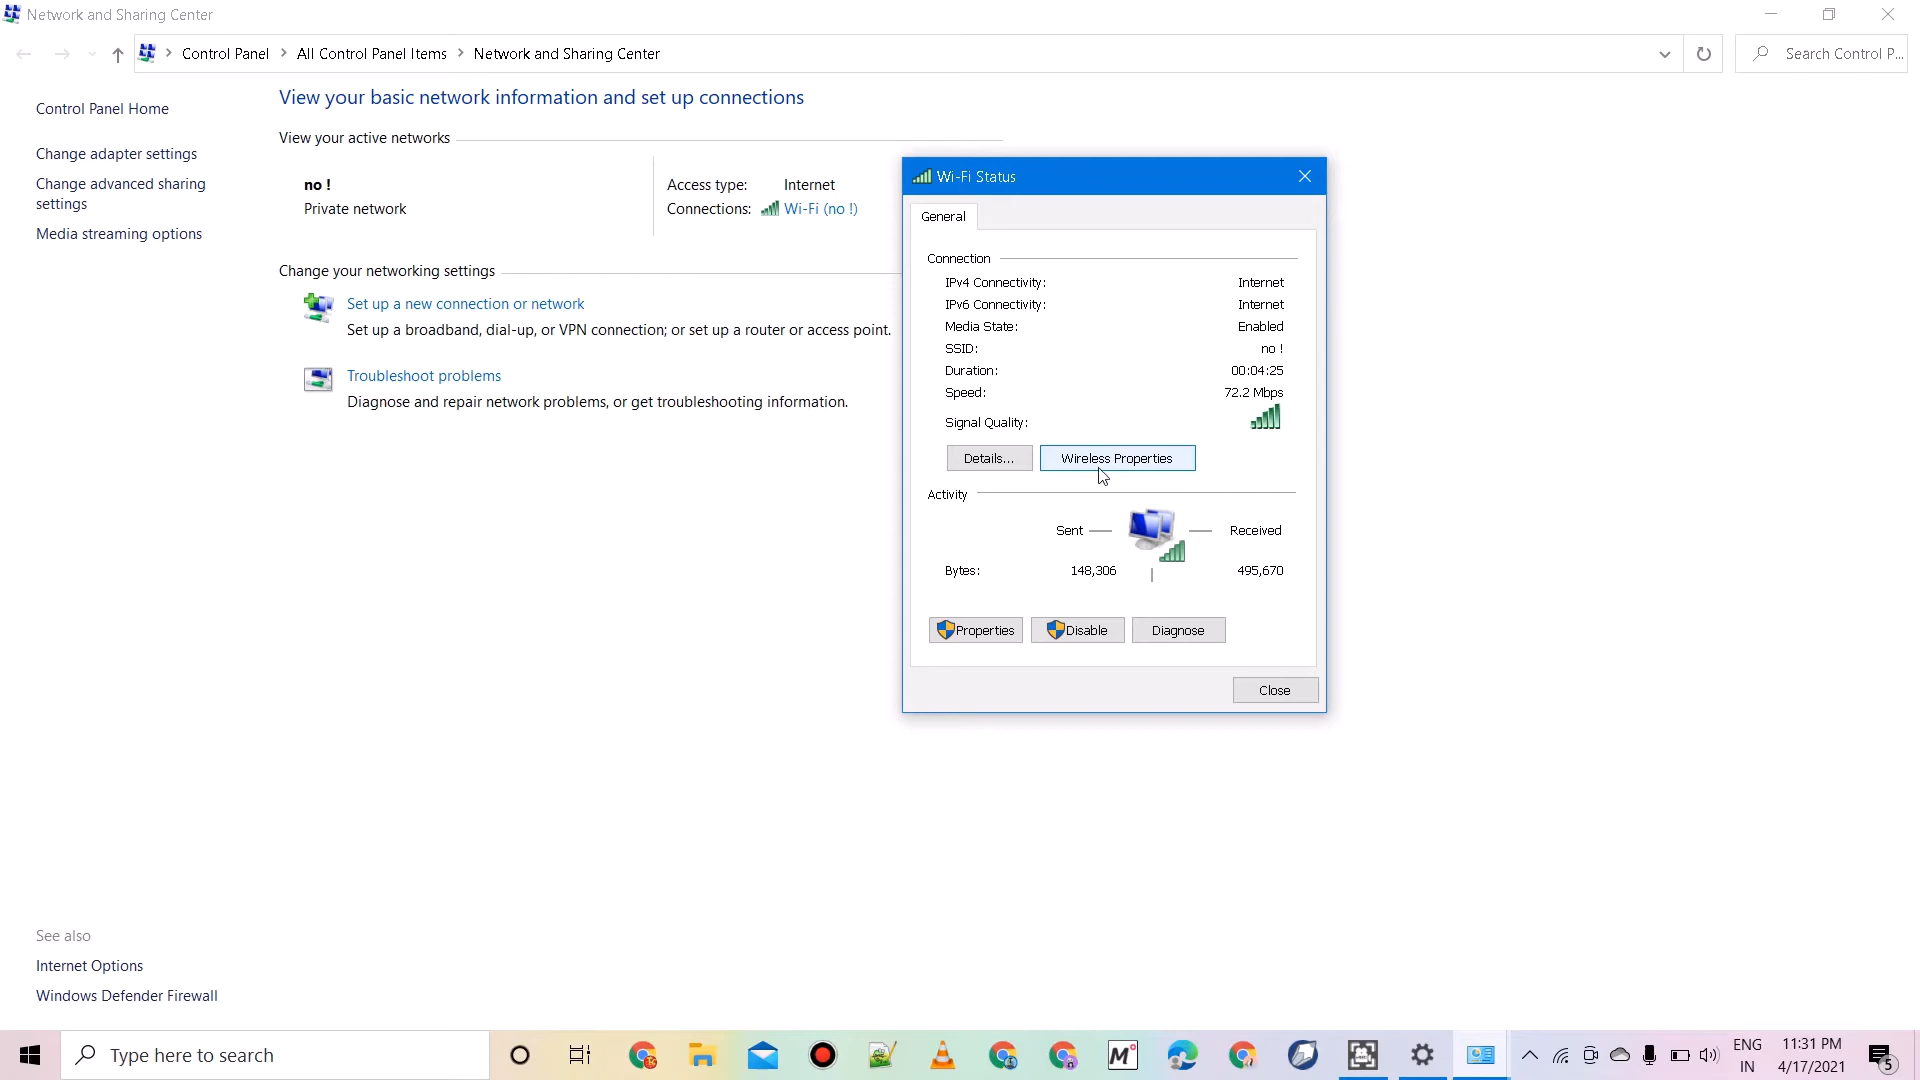 Network and Sharing Center
Control Panel > All Control Panel Items > Network and Sharing Center
Search Control P...
Control Panel Home
Change adapter settings
Change advanced sharing
settings
Media streaming options
View your basic network information and set up connections
View your active networks
no !
Private network
Access type: Internet
Connections: Wi-Fi (no !)
Change your networking settings
Set up a new connection or network
Set up a broadband, dial-up, or VPN connection; or set up a router or access point.
Troubleshoot problems
Diagnose and repair network problems, or get troubleshooting information.
Wi-Fi Status
General
Connection
IPv4 Connectivity: Internet
IPv6 Connectivity: Internet
Media State: Enabled
SSID: no !
Duration: 00:04:25
Speed: 72.2 Mbps
Signal Quality:
Details... Wireless Properties
Activity
Sent Received
Bytes: 148,306 495,670
Properties Disable Diagnose
Close
See also
Internet Options
Windows Defender Firewall
Type here to search
M
ENG
IN
11:31 PM
4/17/2021
5